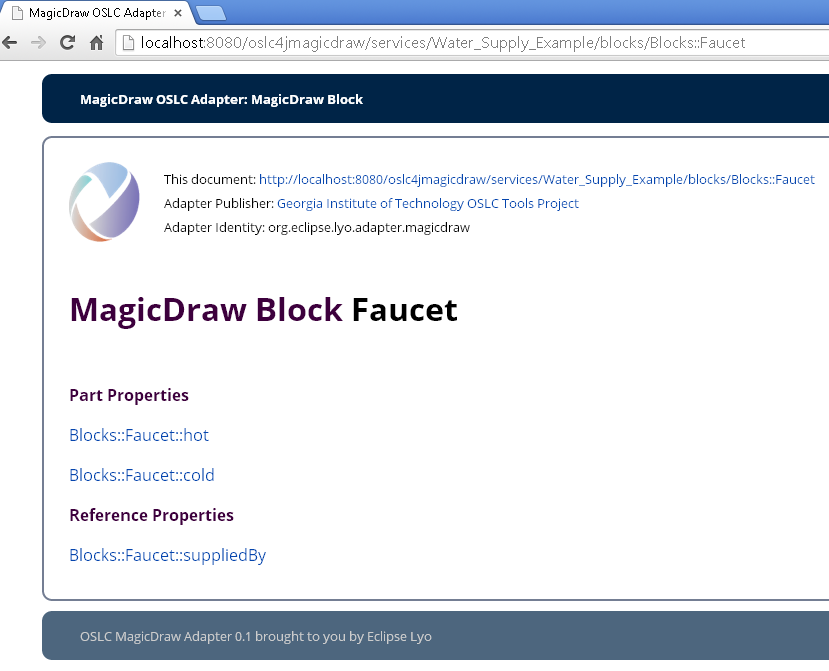 MagicDraw OSLC Adapter
localhost:8080/oslc4jmagicdraw/services/Water_Supply_Example/blocks/Blocks::Faucet
MagicDraw OSLC Adapter: MagicDraw Block
This document: http://localhost:8080/oslc4jmagicdraw/services/Water_Supply_Example/blocks/Blocks::Faucet
Adapter Publisher: Georgia Institute of Technology OSLC Tools Project
Adapter Identity: org.eclipse.lyo.adapter.magicdraw
MagicDraw Block Faucet
Part Properties
Blocks::Faucet::hot
Blocks::Faucet::cold
Reference Properties
Blocks::Faucet::suppliedBy
OSLC MagicDraw Adapter 0.1 brought to you by Eclipse Lyo